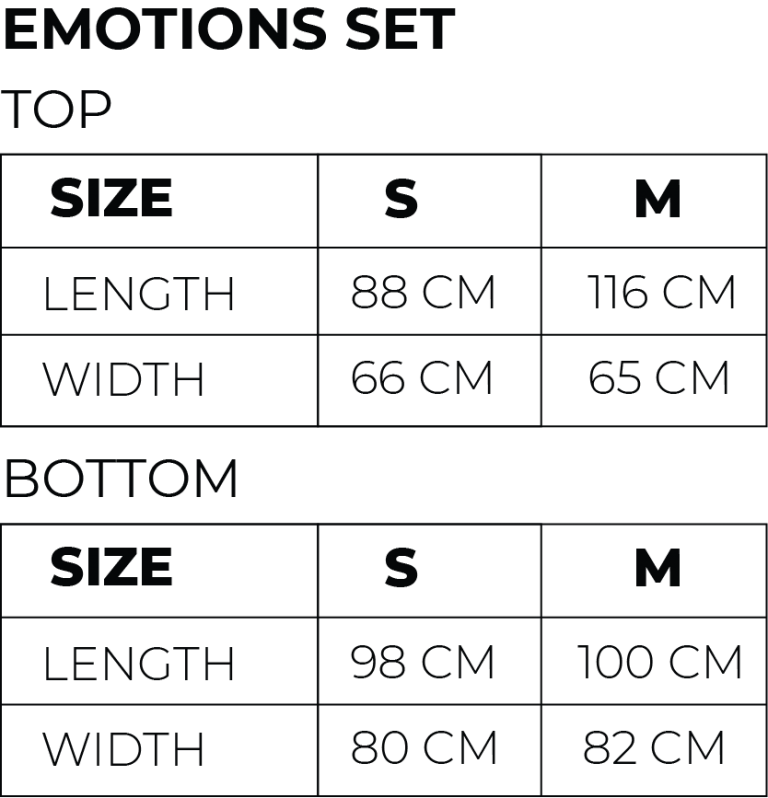 EMOTIONS SET
TOP
SIZE S M
LENGTH 88 CM 116 CM
WIDTH 66 CM 65 CM
BOTTOM
SIZE S M
LENGTH 98 CM 100 CM
WIDTH 80 CM 82 CM